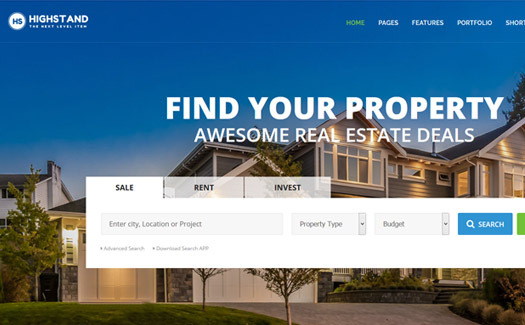 HS HIGHSTAND
THE NEXT LEVEL ITEM
HOME PAGES FEATURES PORTFOLIO SHORT
FIND YOUR PROPERTY
AWESOME REAL ESTATE DEALS
SALE RENT INVEST
Enter city, Location or Project Property Type Budget SEARCH
Advanced Search Download Search APP